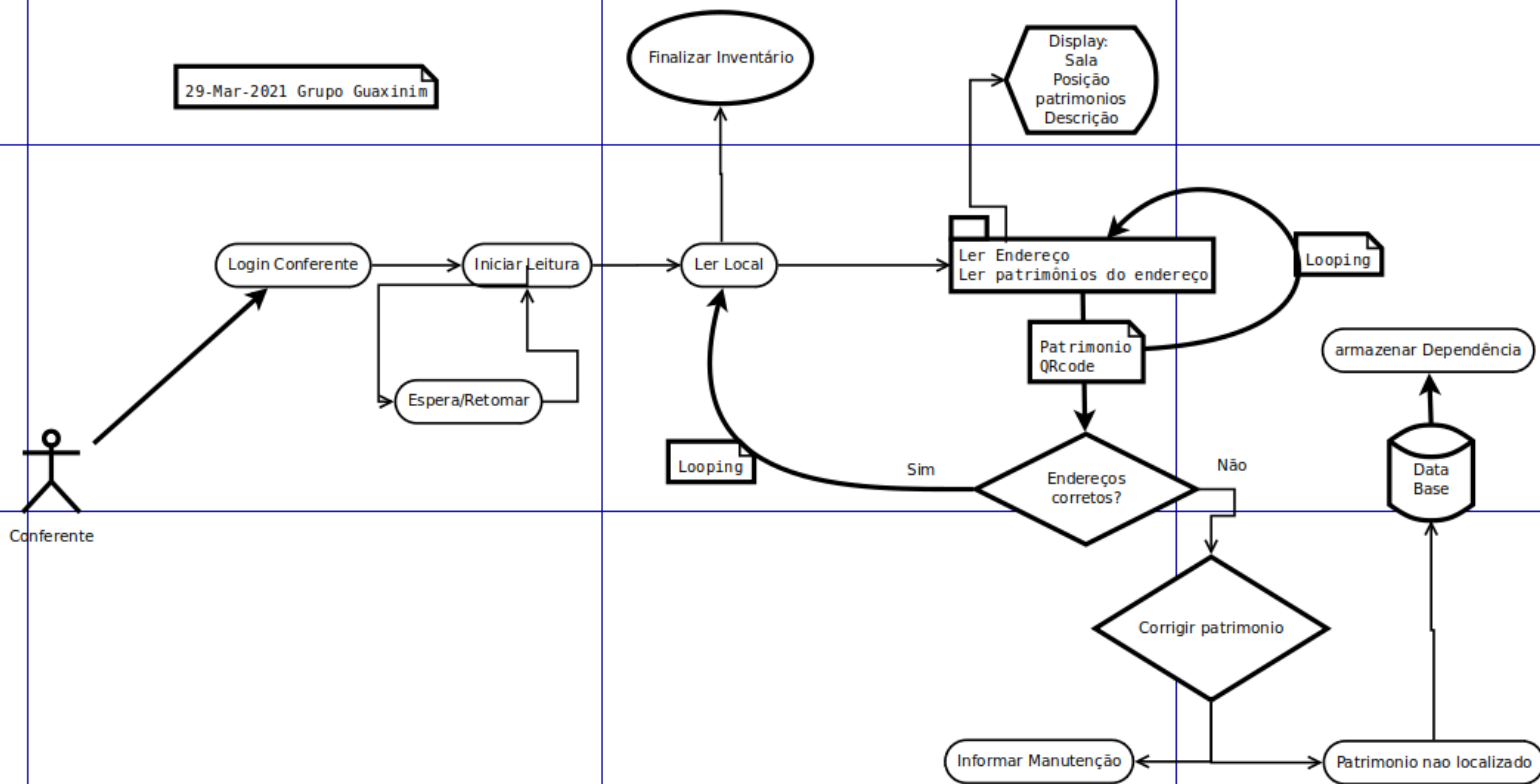 Finalizar Inventário
Display:
Sala
Posição
patrimonios
Descrição
29-Mar-2021 Grupo Guaxinim
Login Conferente
Iniciar Leitura
Ler Local
Ler Endereço
Ler patrimônios do endereço
Looping
Patrimonio
QRcode
armazenar Dependência
Espera/Retomar
Looping
Sim
Endereços
corretos?
Não
Data
Base
Conferente
Corrigir patrimonio
Informar Manutenção
Patrimonio nao localizado